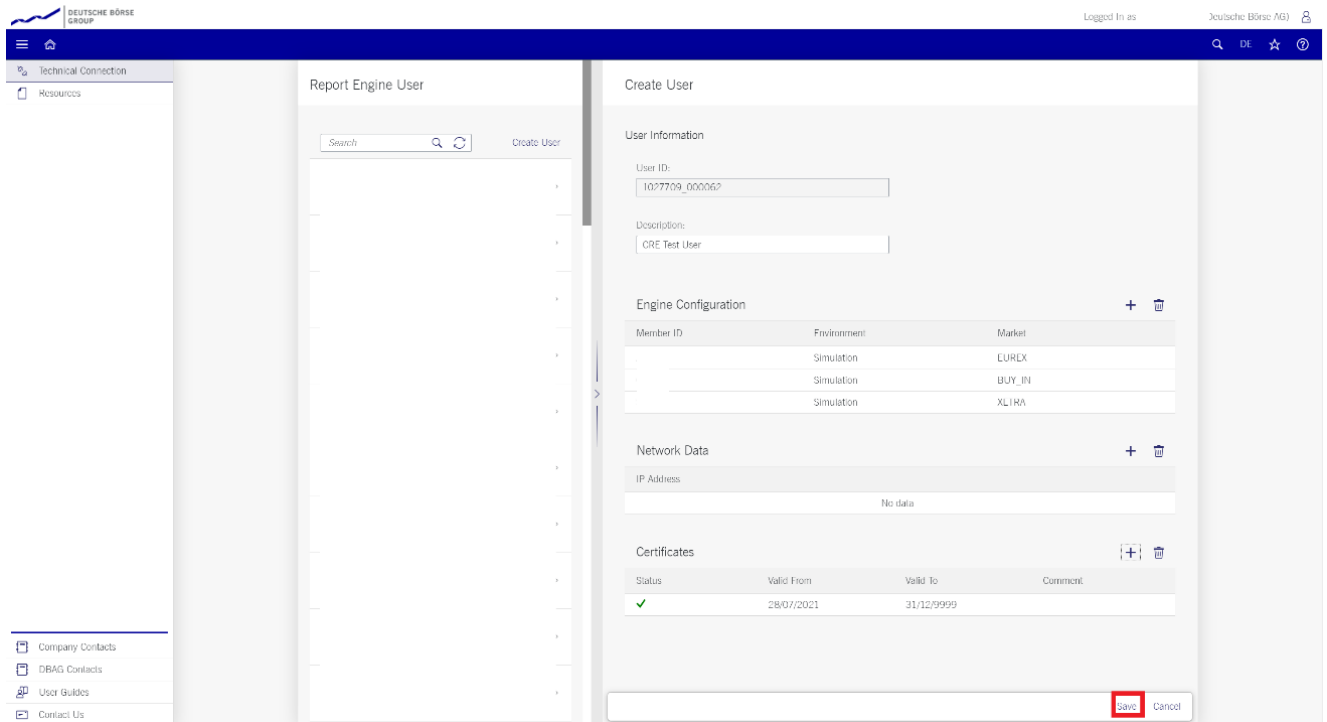 DEUTSCHE BÖRSE
GROUP
Logged In as
Deutsche Börse AG)
DE
Technical Connection
Resources
Report Engine User
Search
Create User
Create User
User Information
User ID:
1027709_000062
Description:
CRE Test User
Engine Configuration
Member ID Environment Market
Simulation EUREX
Simulation BUY_IN
Simulation XETRA
Network Data
IP Address
No data
Certificates
Status Valid From Valid To Comment
28/07/2021 31/12/9999
Company Contacts
DBAG Contacts
User Guides
Contact Us
Save Cancel